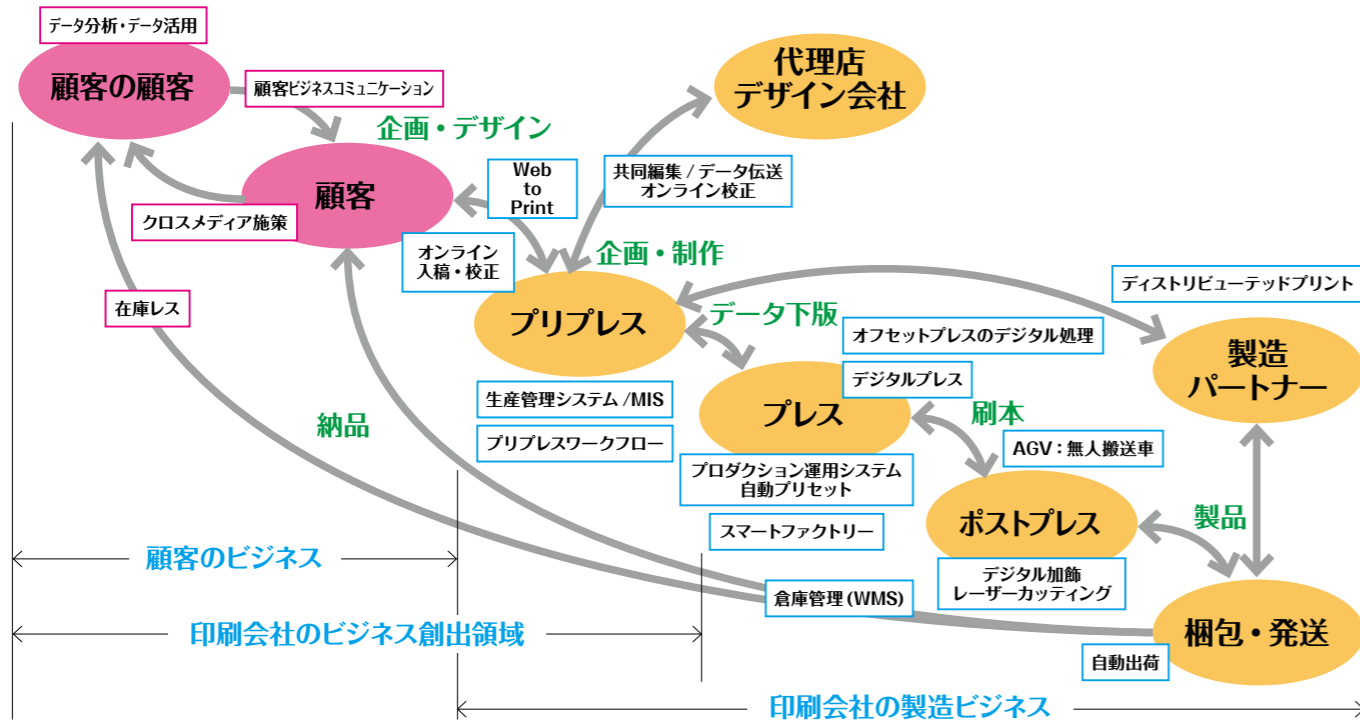 データ分析・データ活用
顧客の顧客
顧客ビジネスコミュニケーション
代理店
デザイン会社
企画・デザイン
顧客
クロスメディア施策
Web
to
Print
共同編集 / データ伝送
オンライン校正
オンライン
入稿・校正
企画・制作
在庫レス
プリプレス
データ下版
ディストリビューテッドプリント
オフセットプレスのデジタル処理
製造
パートナー
デジタルプレス
プレス
生産管理システム /MIS
プリプレスワークフロー
納品
刷本
AGV：無人搬送車
プロダクション運用システム
自動プリセット
スマートファクトリー
ポストプレス
製品
デジタル加飾
レーザーカッティング
顧客のビジネス
倉庫管理 (WMS)
印刷会社のビジネス創出領域
梱包・発送
自動出荷
印刷会社の製造ビジネス